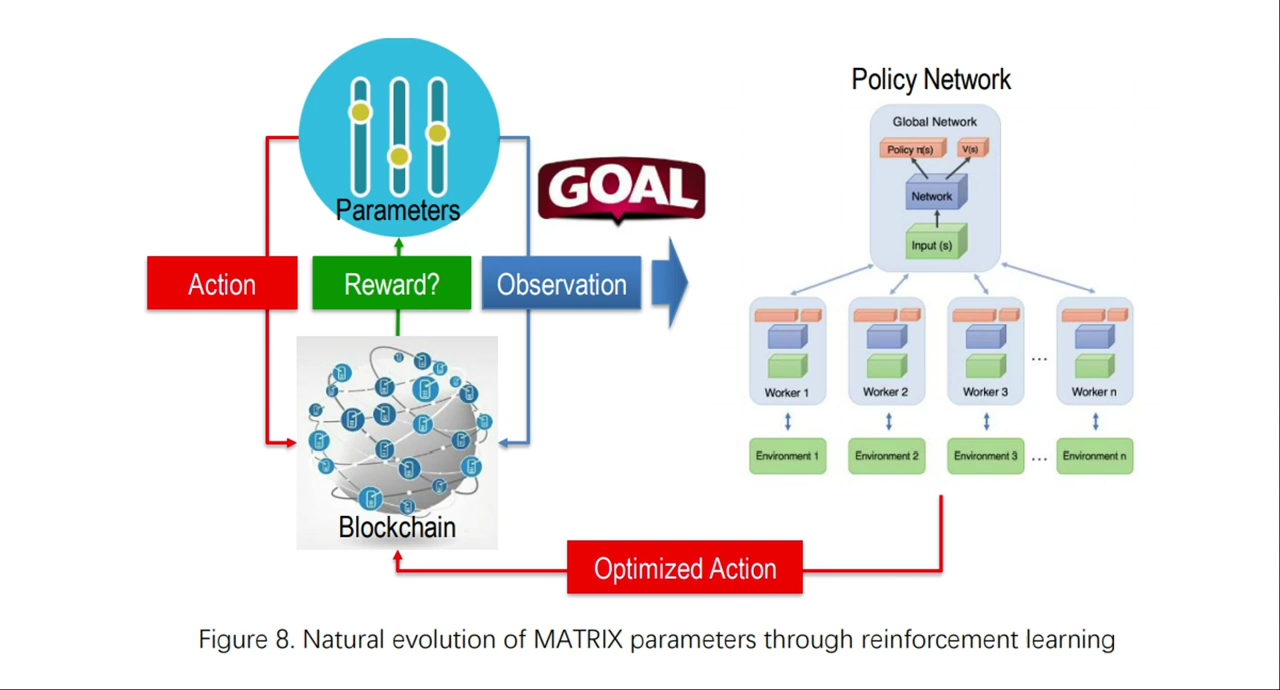 Parameters
GOAL
Action
Reward?
Observation
Blockchain
Policy Network
Global Network
Policy π(s)
V(s)
Network
Input (s)
Worker 1
Worker 2
Worker 3
...
Worker n
Environment 1
Environment 2
Environment 3
...
Environment n
Optimized Action
Figure 8. Natural evolution of MATRIX parameters through reinforcement learning